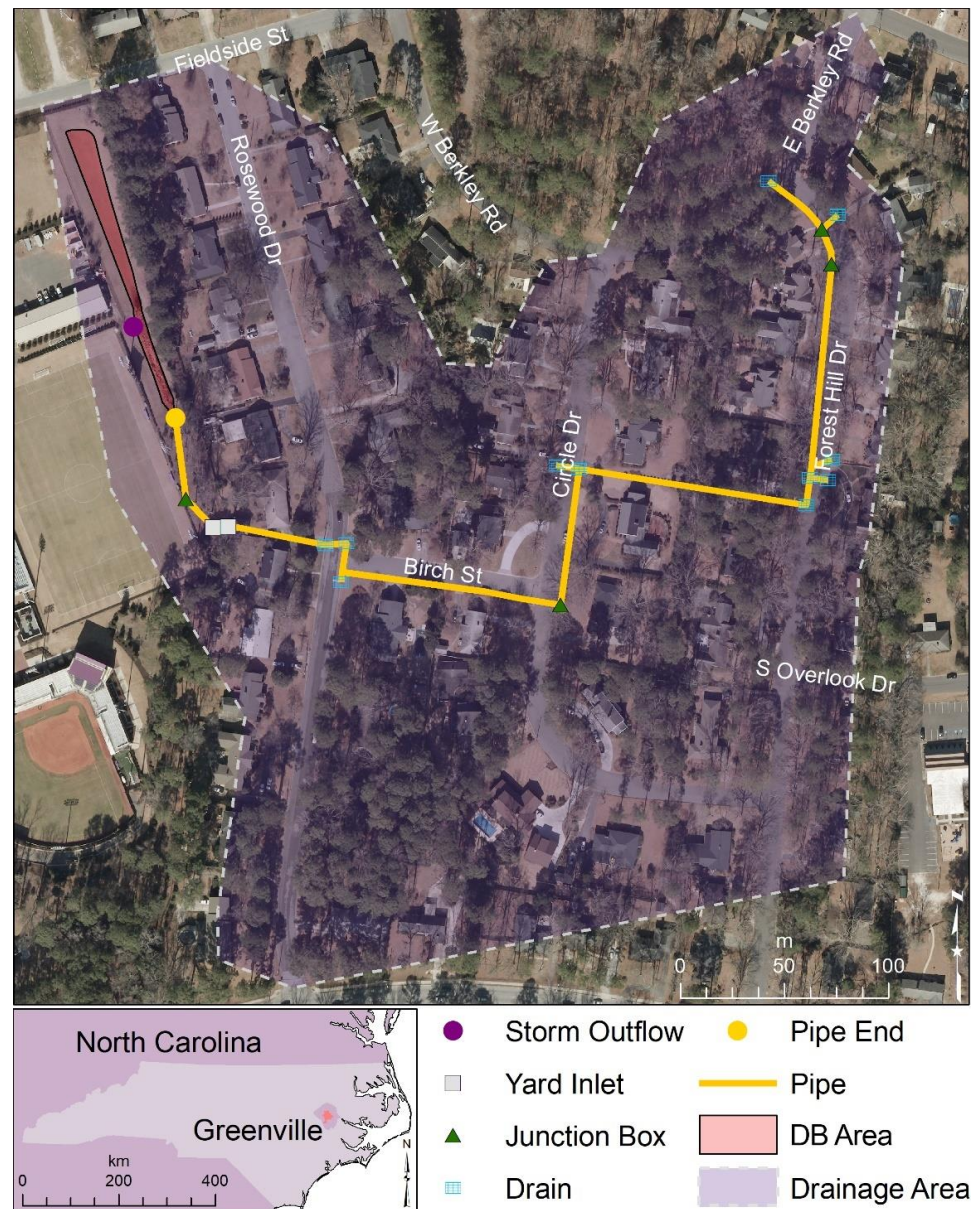 Fieldside St
Rosewood Dr
W Berkley Rd
E Berkley Rd
Forest Hill Dr
Circle Dr
Birch St
S Overlook Dr
m
0 50 100
North Carolina
Greenville
km
0 200 400
N
Storm Outflow
Pipe End
Yard Inlet
Pipe
Junction Box
DB Area
Drain
Drainage Area